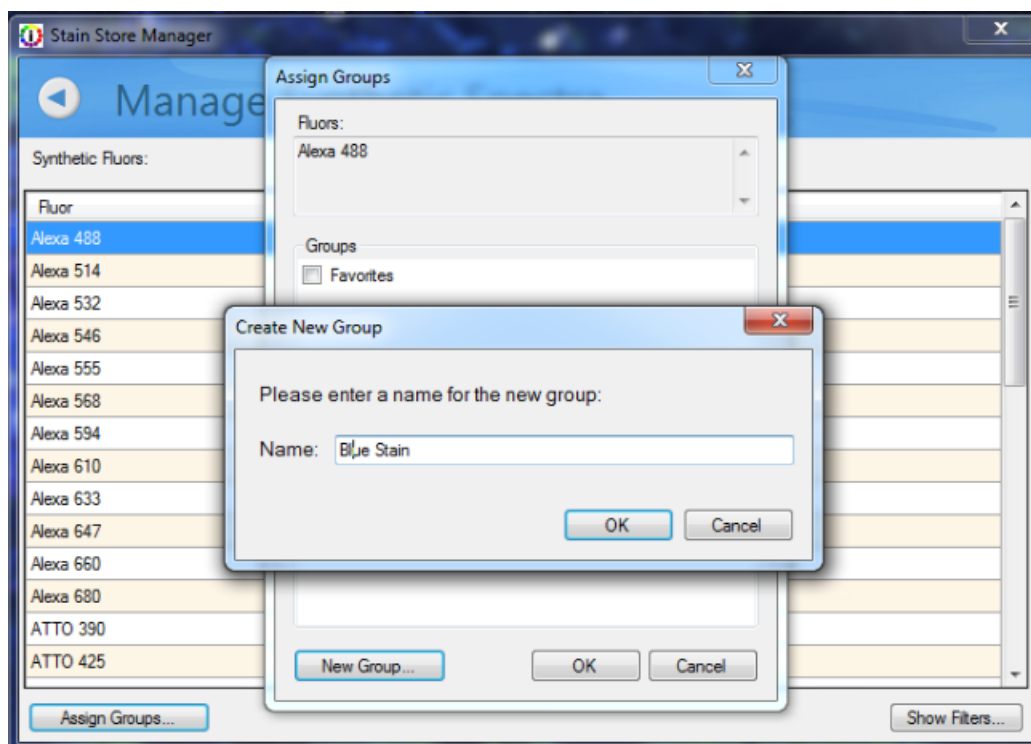 Stain Store Manager
Manage
Synthetic Fluors:
Fluor
Alexa 488
Alexa 514
Alexa 532
Alexa 546
Alexa 555
Alexa 568
Alexa 594
Alexa 610
Alexa 633
Alexa 647
Alexa 660
Alexa 680
ATTO 390
ATTO 425
Assign Groups...
Show Filters...
Assign Groups
Fluors:
Alexa 488
Groups
Favorites
New Group...
OK
Cancel
Create New Group
Please enter a name for the new group:
Name: Blue Stain
OK
Cancel